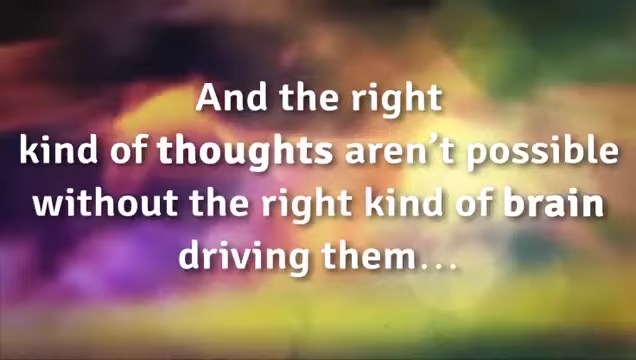 And the right
kind of thoughts aren’t possible
without the right kind of brain
driving them...